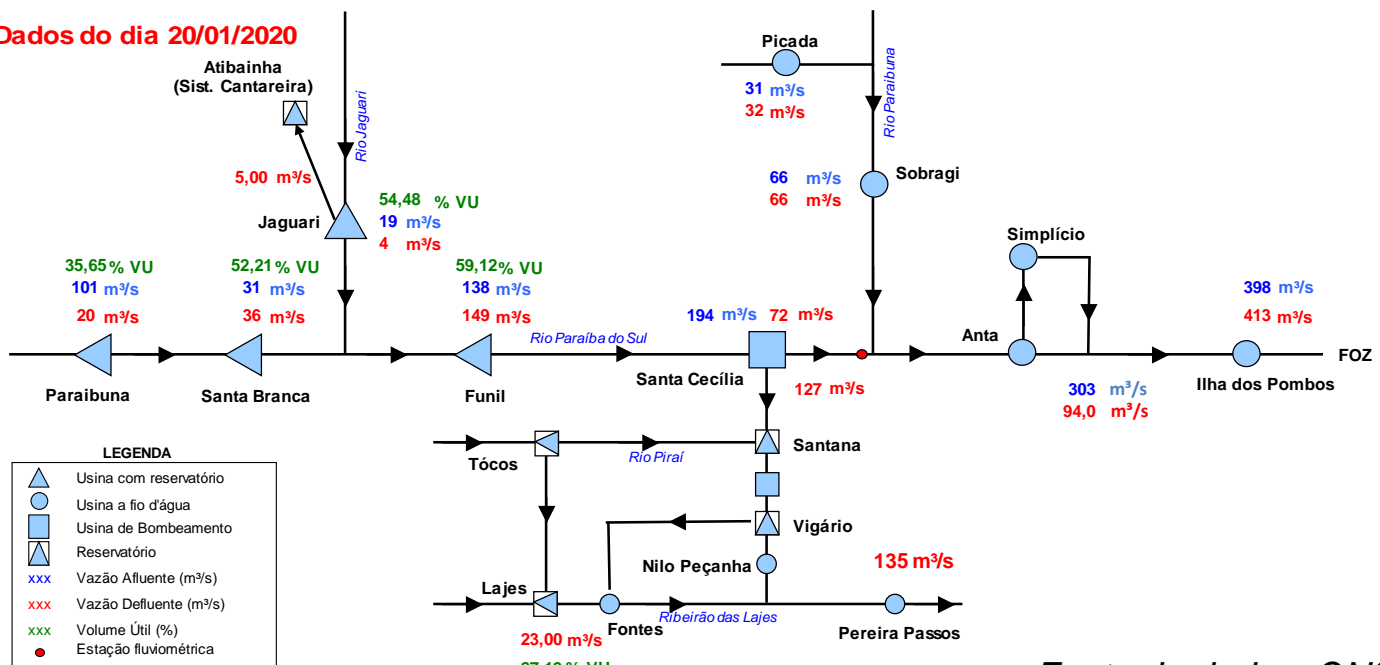 Dados do dia 20/01/2020
Atibainha
(Sist. Cantareira)
Rio Jaguari
5,00 m³/s
Jaguari
54,48 % VU
19 m³/s
4 m³/s
Picada
31 m³/s
32 m³/s
Rio Paraibuna
66 m³/s
66 m³/s
Sobragi
Simplício
35,65 % VU
101 m³/s
20 m³/s
Paraibuna
52,21 % VU
31 m³/s
36 m³/s
Santa Branca
59,12 % VU
138 m³/s
149 m³/s
Funil
Rio Paraíba do Sul
194 m³/s 72 m³/s
Santa Cecília
127 m³/s
Anta
303 m³/s
94,0 m³/s
398 m³/s
413 m³/s
Ilha dos Pombos
FOZ
Tócos
Rio Piraí
Santana
Vigário
Nilo Peçanha
135 m³/s
Lajes
Fontes
Ribeirão das Lajes
Pereira Passos
23,00 m³/s
LEGENDA
Usina com reservatório
Usina a fio d'água
Usina de Bombeamento
Reservatório
xxx Vazão Afluente (m³/s)
xxx Vazão Defluente (m³/s)
xxx Volume Útil (%)
Estação fluviométrica